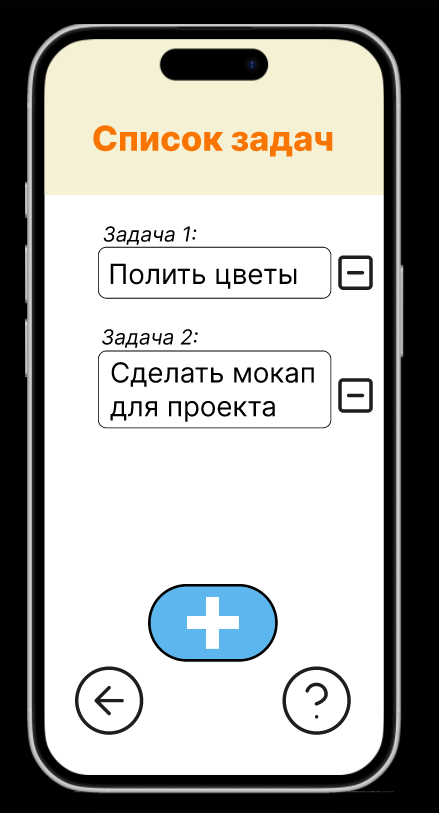 Список задач
Задача 1:
Полить цветы
Задача 2:
Сделать мокап
для проекта
?